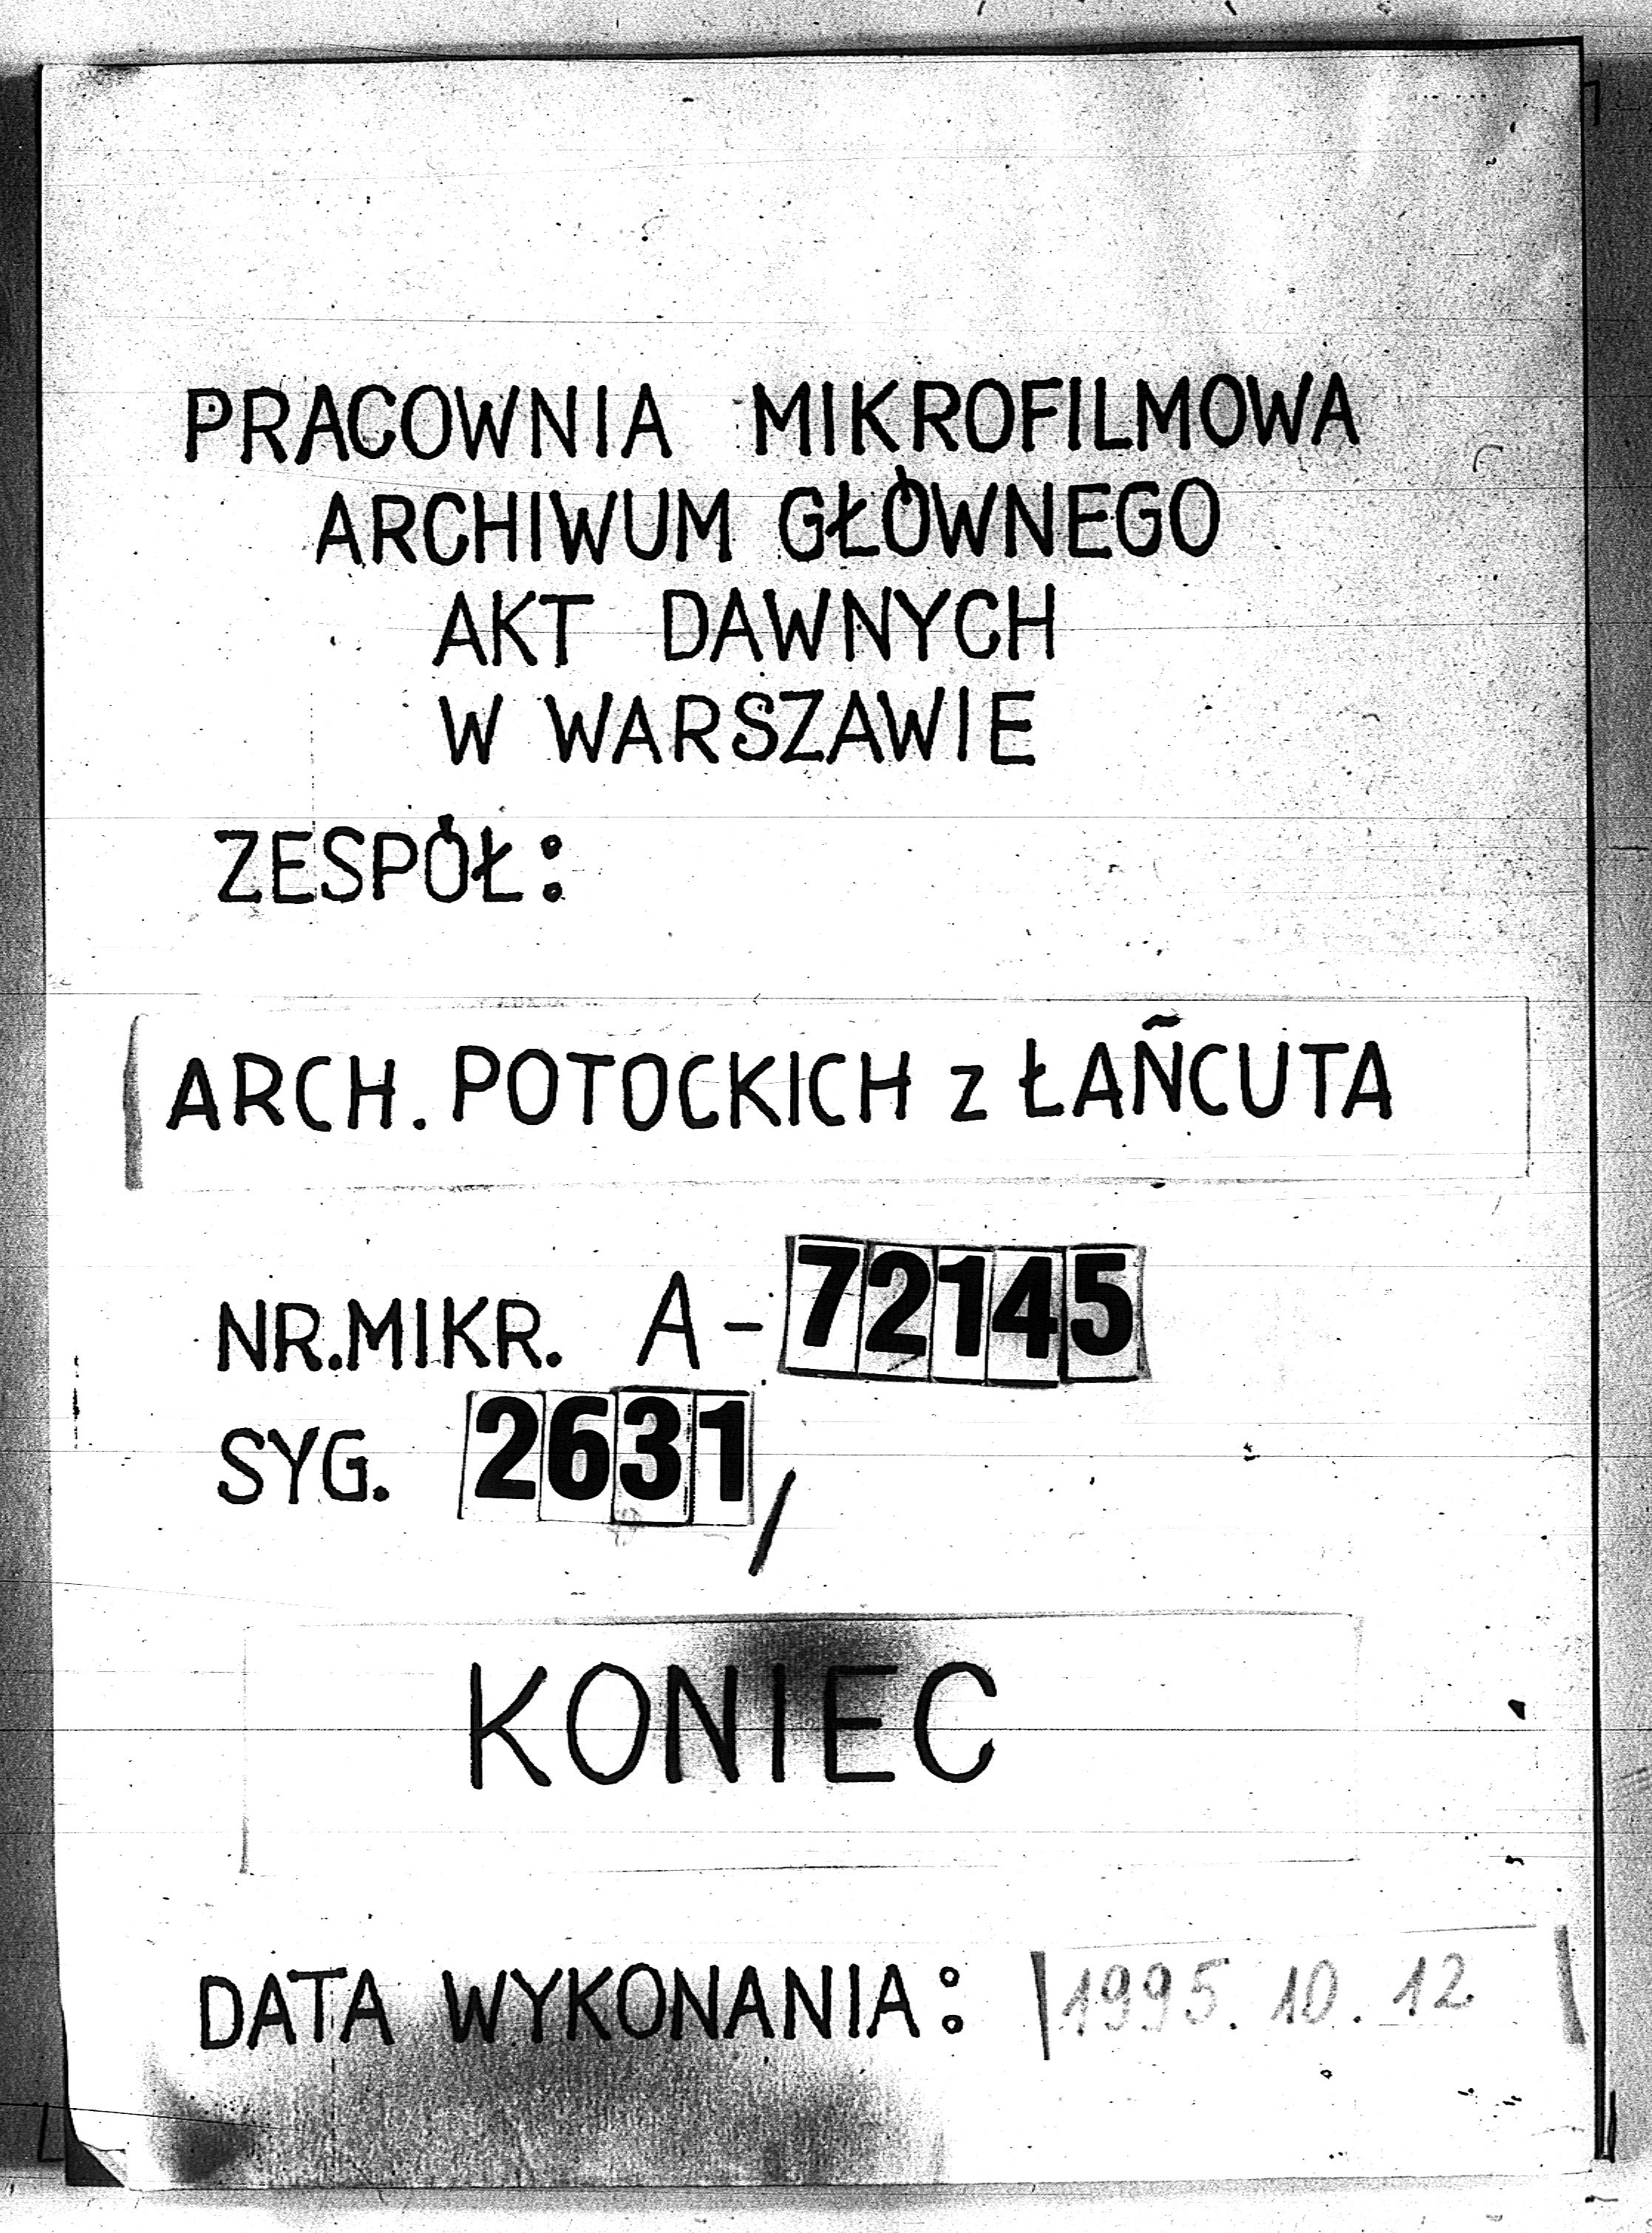 PRACOWNIA MIKROFILMOWA
ARCHIWUM GŁÓWNEGO
AKT DAWNYCH
W WARSZAWIE
ZESPÓŁ:
ARCH. POTOCKICH z ŁAŃCUTA
NR.MIKR. A-72145
SYG. 2631/
KONIEC
DATA WYKONANIA: 1995.10.12